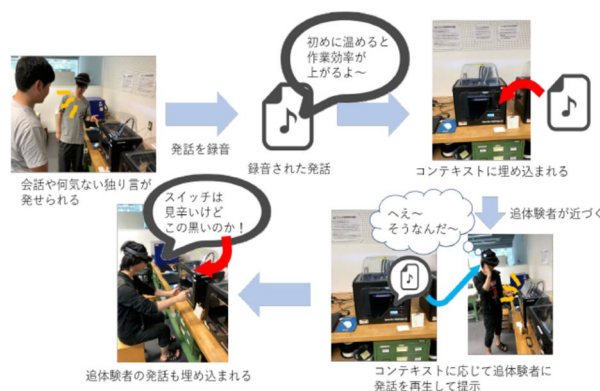 初めに温めると
作業効率が
上がるよ～
発話を録音
録音された発話
コンテキストに埋め込まれる
会話や何気ない独り言が
発せられる
スイッチは
見辛いけど
この黒いのか！
へえ～
そうなんだ～
追体験者が近づく
追体験者の発話も埋め込まれる
コンテキストに応じて追体験者に
発話を再生して提示